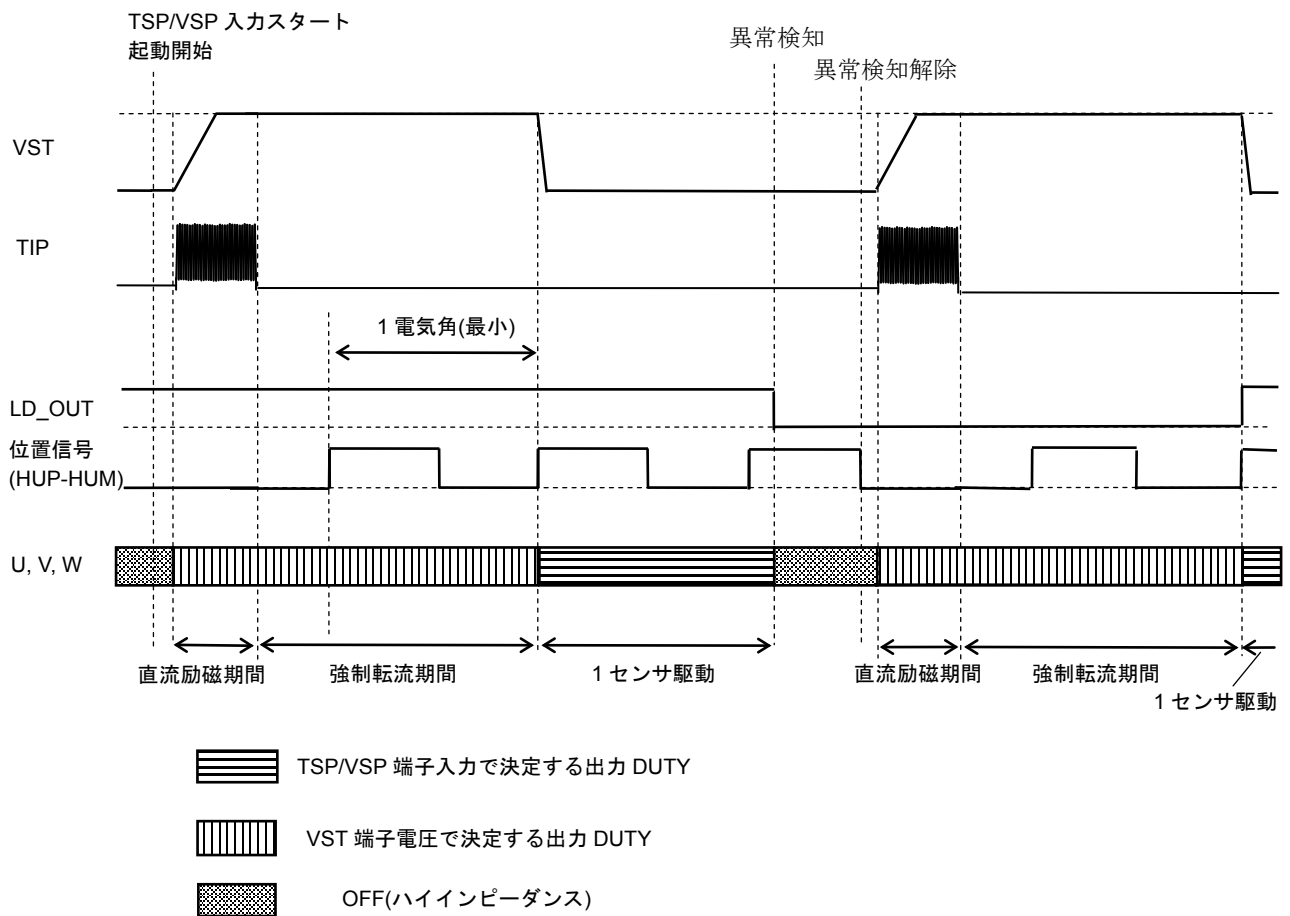 TSP/VSP 入力スタート
起動開始
異常検知
異常検知解除
VST
TIP
1 電気角(最小)
LD_OUT
位置信号
(HUP-HUM)
U, V, W
直流励磁期間
強制転流期間
1 センサ駆動
直流励磁期間
強制転流期間
1 センサ駆動
TSP/VSP 端子入力で決定する出力 DUTY
VST 端子電圧で決定する出力 DUTY
OFF(ハイインピーダンス)